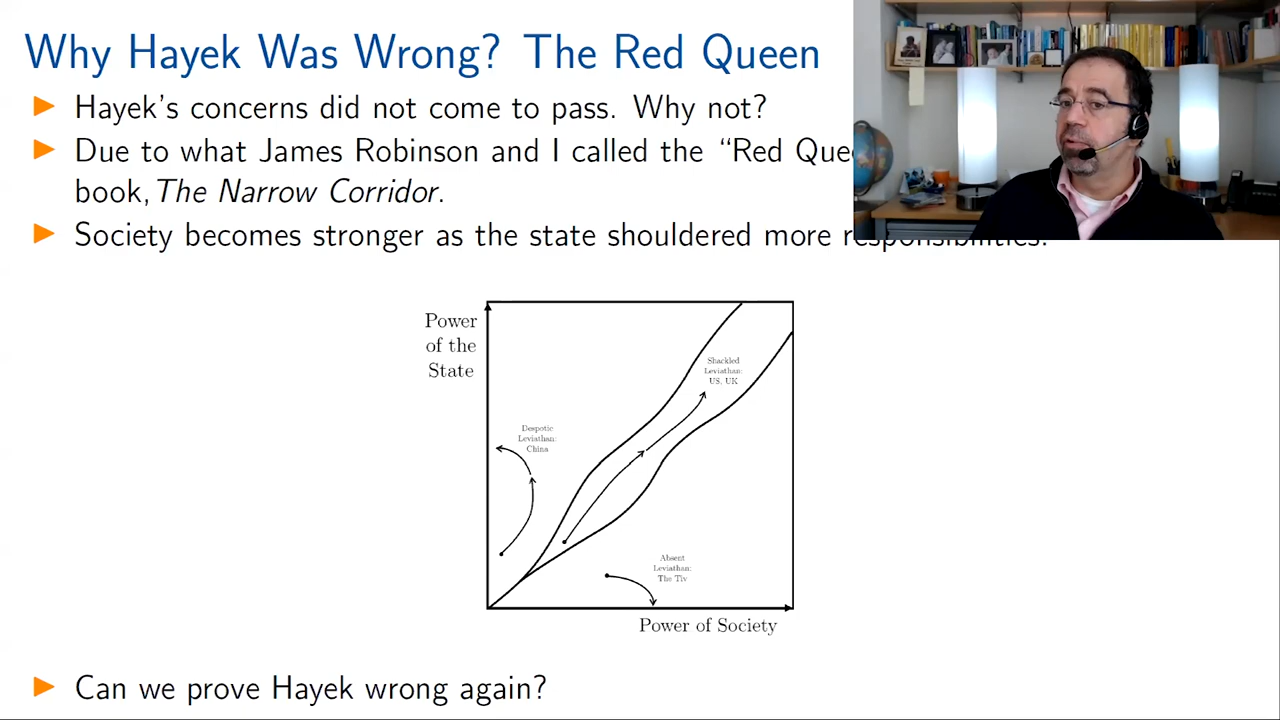 Why Hayek Was Wrong? The Red Queen
Hayek's concerns did not come to pass. Why not?
Due to what James Robinson and I called the "Red
book, The Narrow Corridor.
Society becomes stronger as the state shouldered more responsibilities.
Power
of the
State
Shackled
Leviathan:
US, UK
Despotic
Leviathan:
China
Absent
Leviathan:
The Tiv
Power of Society
Can we prove Hayek wrong again?